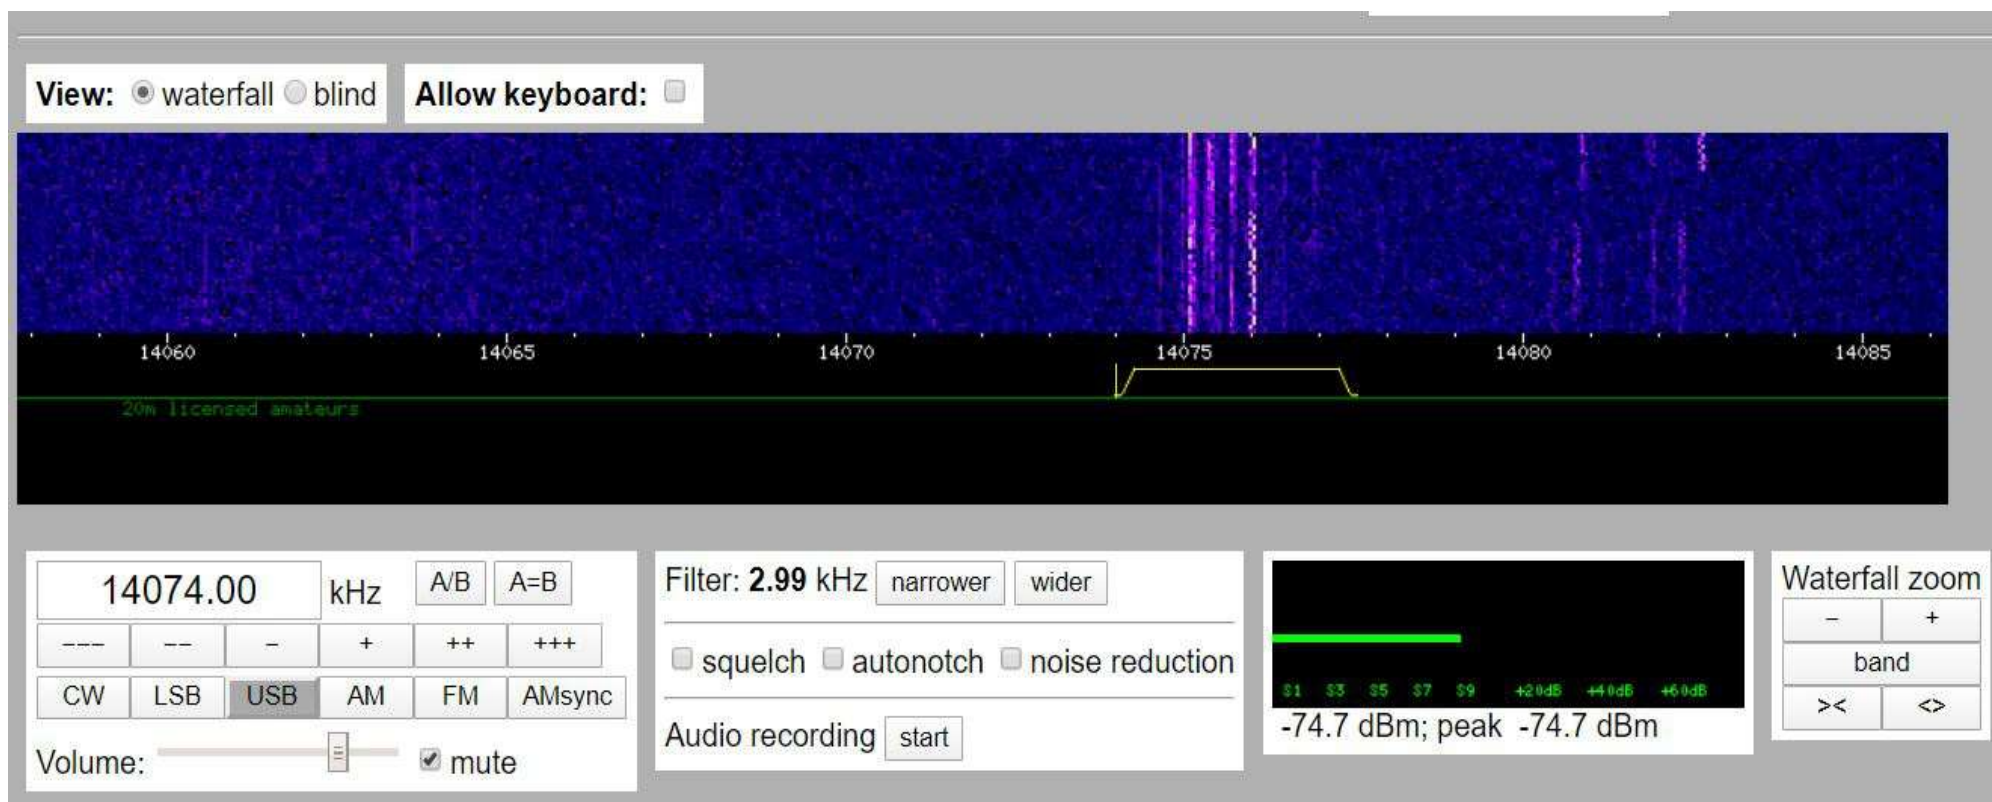 View: waterfall blind Allow keyboard:
14060 14065 14070 14075 14080 14085
20m licensed amateurs
14074.00 kHz A/B A=B
--- -- - + ++ +++
CW LSB USB AM FM AMsync
Volume: mute
Filter: 2.99 kHz narrower wider
squelch autonotch noise reduction
Audio recording start
S1 S3 S5 S7 S9 +20dB +40dB +60dB
-74.7 dBm; peak -74.7 dBm
Waterfall zoom
- +
band
>< <>